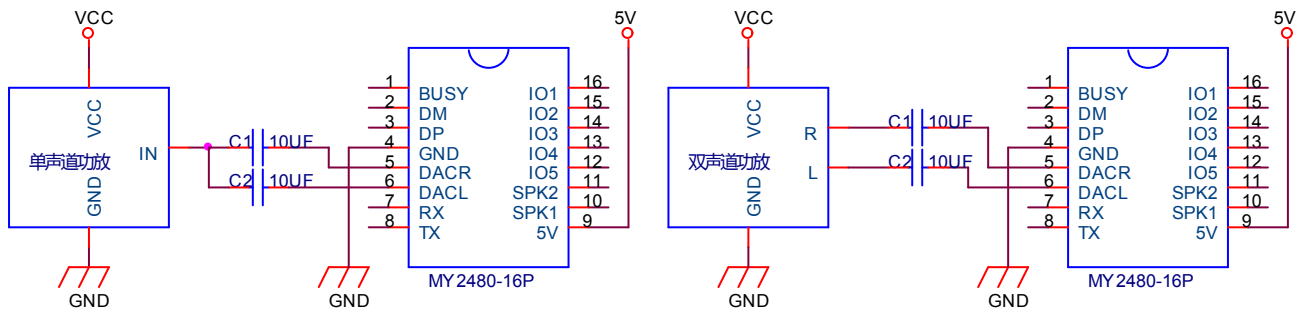 VCC
5V
VCC
GND
单声道功放
IN
C1
10UF
C2
10UF
1
BUSY
2
DM
3
DP
4
GND
5
DACR
6
DACL
7
RX
8
TX
IO1
16
IO2
15
IO3
14
IO4
13
IO5
12
SPK2
11
SPK1
10
5V
9
GND
GND
MY2480-16P
VCC
5V
VCC
GND
双声道功放
R
L
C1
10UF
C2
10UF
1
BUSY
2
DM
3
DP
4
GND
5
DACR
6
DACL
7
RX
8
TX
IO1
16
IO2
15
IO3
14
IO4
13
IO5
12
SPK2
11
SPK1
10
5V
9
GND
GND
MY2480-16P